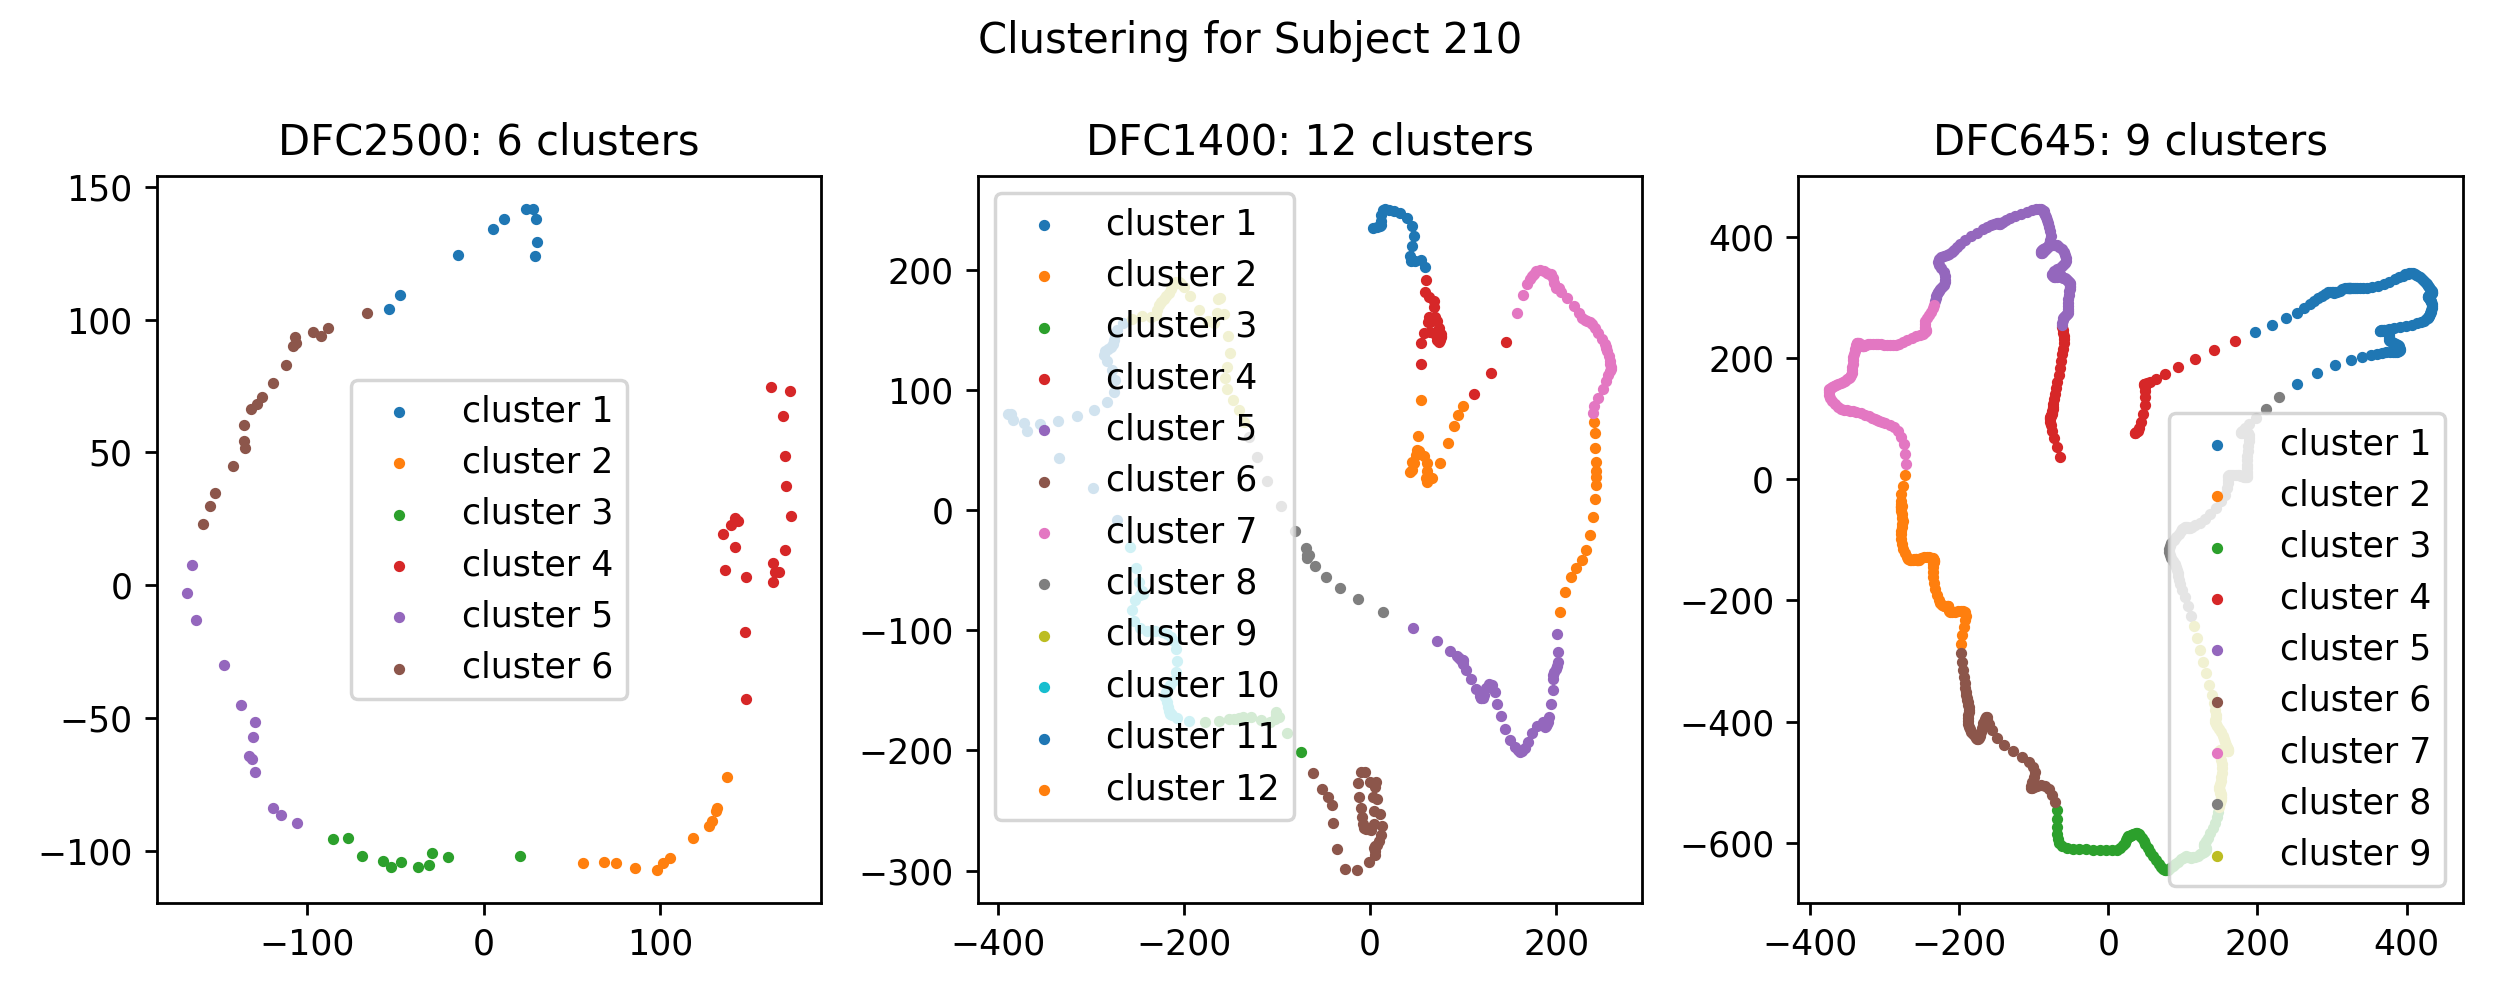 Clustering for Subject 210
DFC2500: 6 clusters
150
100
50
0
−50
−100
−100
0
100
cluster 1
cluster 2
cluster 3
cluster 4
cluster 5
cluster 6
DFC1400: 12 clusters
200
100
0
−100
−200
−300
−400
−200
0
200
cluster 1
cluster 2
cluster 3
cluster 4
cluster 5
cluster 6
cluster 7
cluster 8
cluster 9
cluster 10
cluster 11
cluster 12
DFC645: 9 clusters
400
200
0
−200
−400
−600
−400
−200
0
200
400
cluster 1
cluster 2
cluster 3
cluster 4
cluster 5
cluster 6
cluster 7
cluster 8
cluster 9